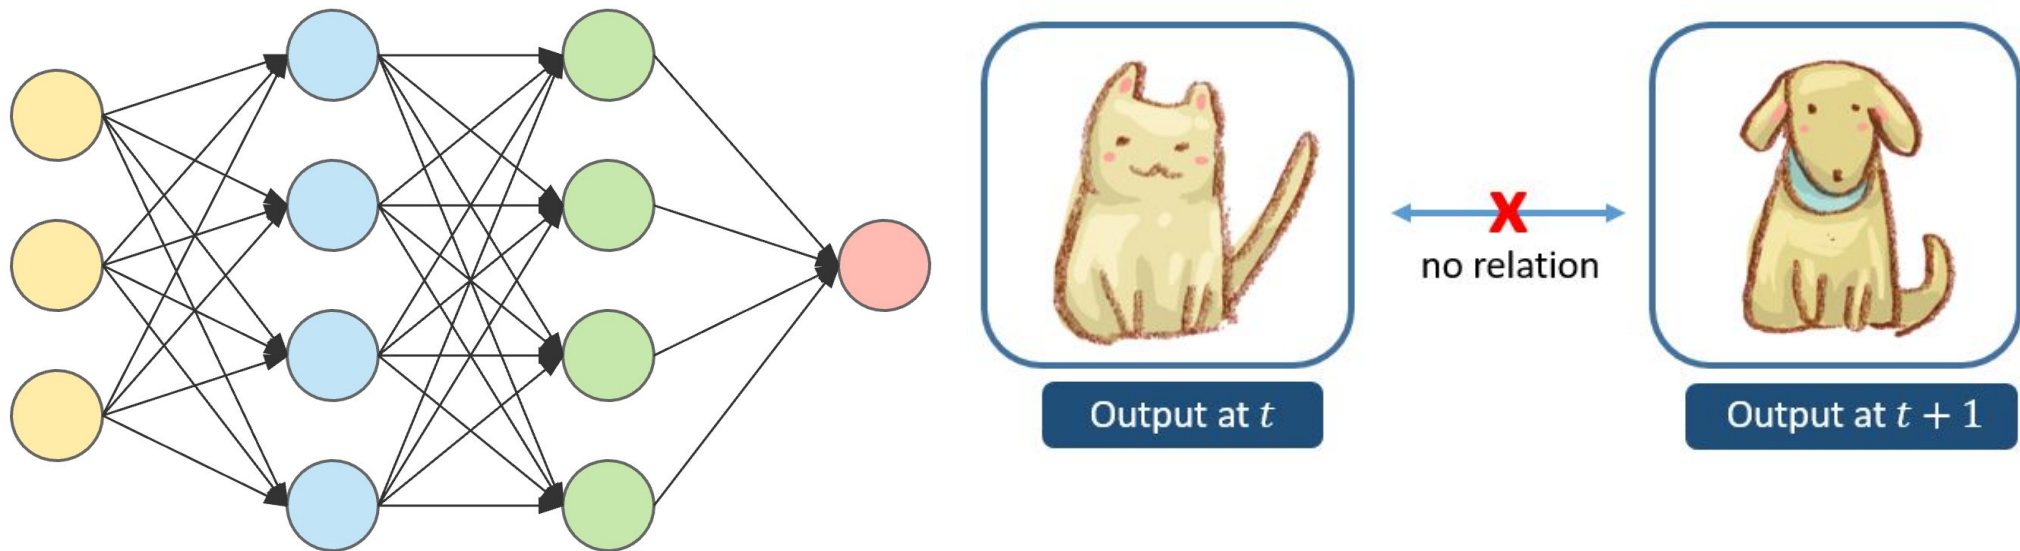 X
no relation
Output at t
Output at t + 1